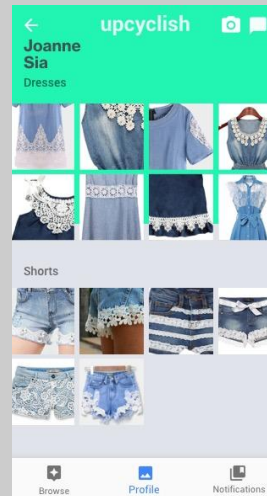 upcyclish
Joanne
Sia
Dresses
Shorts
Browse
Profile
Notifications